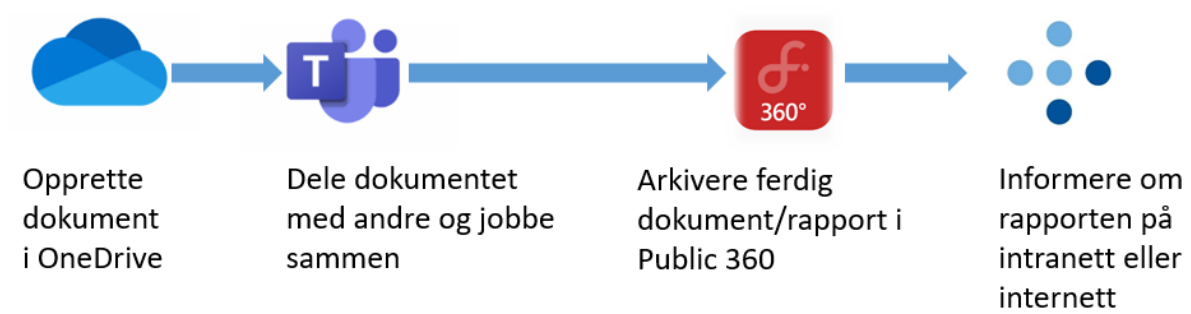 T
360°
Opprette
dokument
i OneDrive
Dele dokumentet
med andre og jobbe
sammen
Arkivere ferdig
dokument/rapport i
Public 360
Informere om
rapporten på
intranett eller
internett